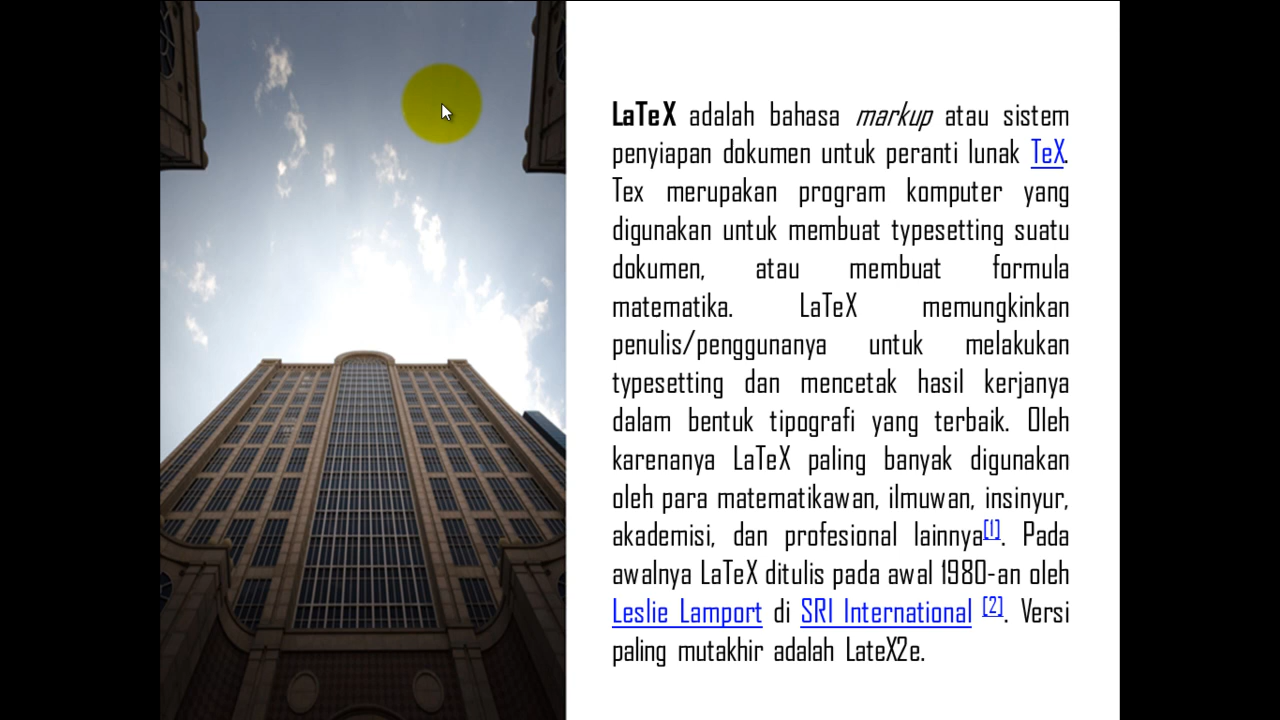 LaTeX adalah bahasa markup atau sistem
penyiapan dokumen untuk peranti lunak TeX.
Tex merupakan program komputer yang
digunakan untuk membuat typesetting suatu
dokumen, atau membuat formula
matematika. LaTeX memungkinkan
penulis/penggunanya untuk melakukan
typesetting dan mencetak hasil kerjanya
dalam bentuk tipografi yang terbaik. Oleh
karenanya LaTeX paling banyak digunakan
oleh para matematikawan, ilmuwan, insinyur,
akademisi, dan profesional lainnya[1]. Pada
awalnya LaTeX ditulis pada awal 1980-an oleh
Leslie Lamport di SRI International [2]. Versi
paling mutakhir adalah LateX2e.